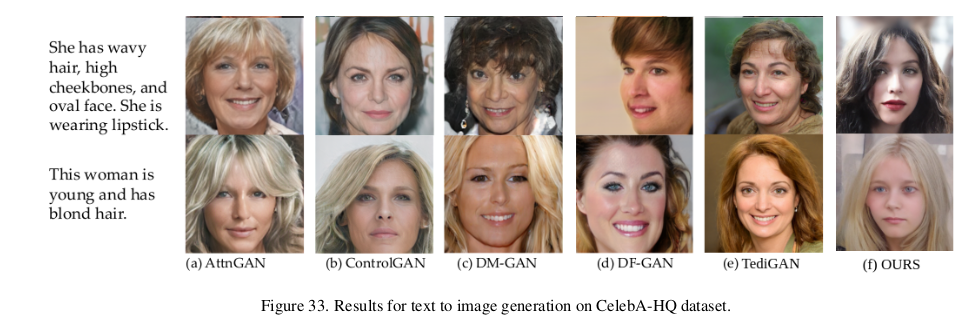 She has wavy
hair, high
cheekbones, and
oval face. She is
wearing lipstick.
This woman is
young and has
blond hair.
(a) AttnGAN
(b) ControlGAN
(c) DM-GAN
(d) DF-GAN
(e) TediGAN
(f) OURS
Figure 33. Results for text to image generation on CelebA-HQ dataset.